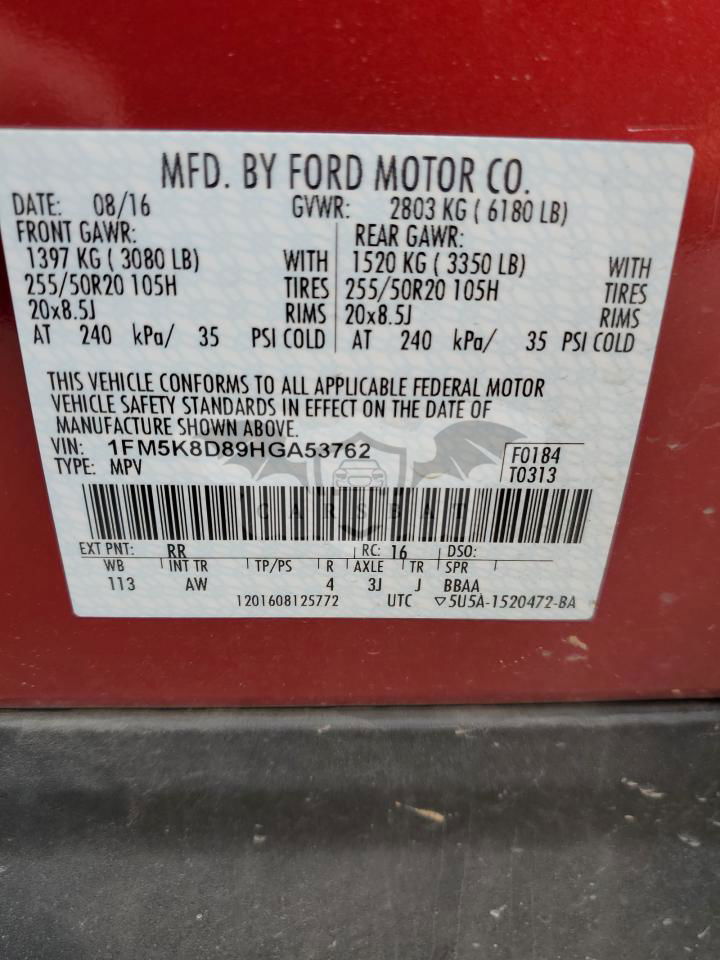 MFD. BY FORD MOTOR CO.
DATE: 08/16 GVWR: 2803 KG ( 6180 LB)
FRONT GAWR: REAR GAWR:
1397 KG ( 3080 LB) WITH 1520 KG ( 3350 LB) WITH
255/50R20 105H TIRES 255/50R20 105H TIRES
20x8.5J RIMS 20x8.5J RIMS
AT 240 kPa/ 35 PSI COLD AT 240 kPa/ 35 PSI COLD
THIS VEHICLE CONFORMS TO ALL APPLICABLE FEDERAL MOTOR
VEHICLE SAFETY STANDARDS IN EFFECT ON THE DATE OF
MANUFACTURE SHOWN ABOVE.
VIN: 1FM5K8D89HGA53762 F0184
TYPE: MPV T0313
CARSBAT
EXT PNT: RR RC: 16 DSO:
WB INT TR TP/PS R AXLE TR SPR
113 AW 4 3J J BBAA
1201608125772 UTC ▽5U5A-1520472-BA